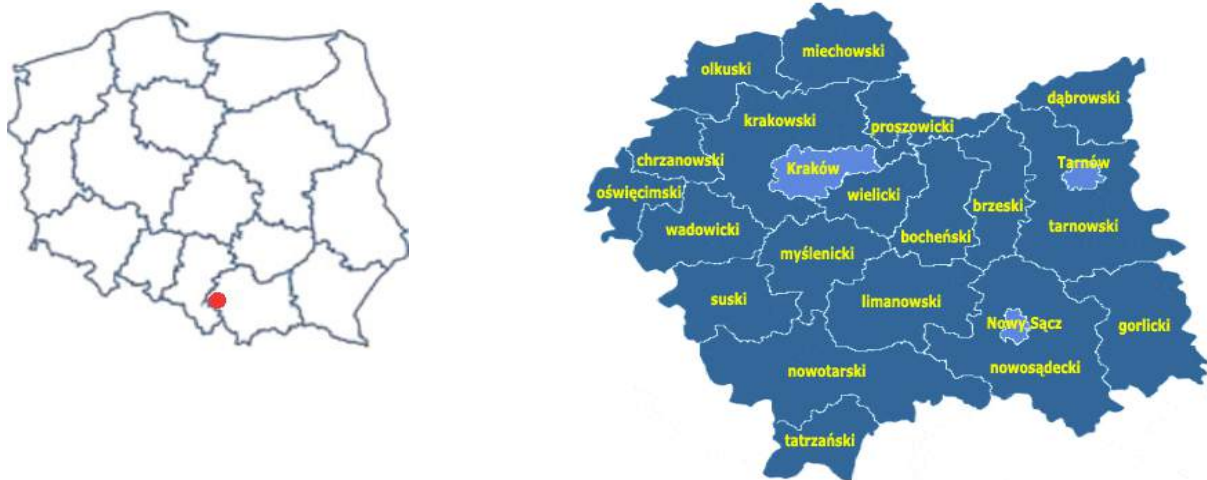 miechowski
olkuski
dąbrowski
krakowski
proszowicki
chrzanowski
Kraków
Tarnów
oświęcimski
wielicki
brzeski
wadowicki
bocheński
tarnowski
myślenicki
suski
limanowski
Nowy Sącz
gorlicki
nowotarski
nowosądecki
tatrzański